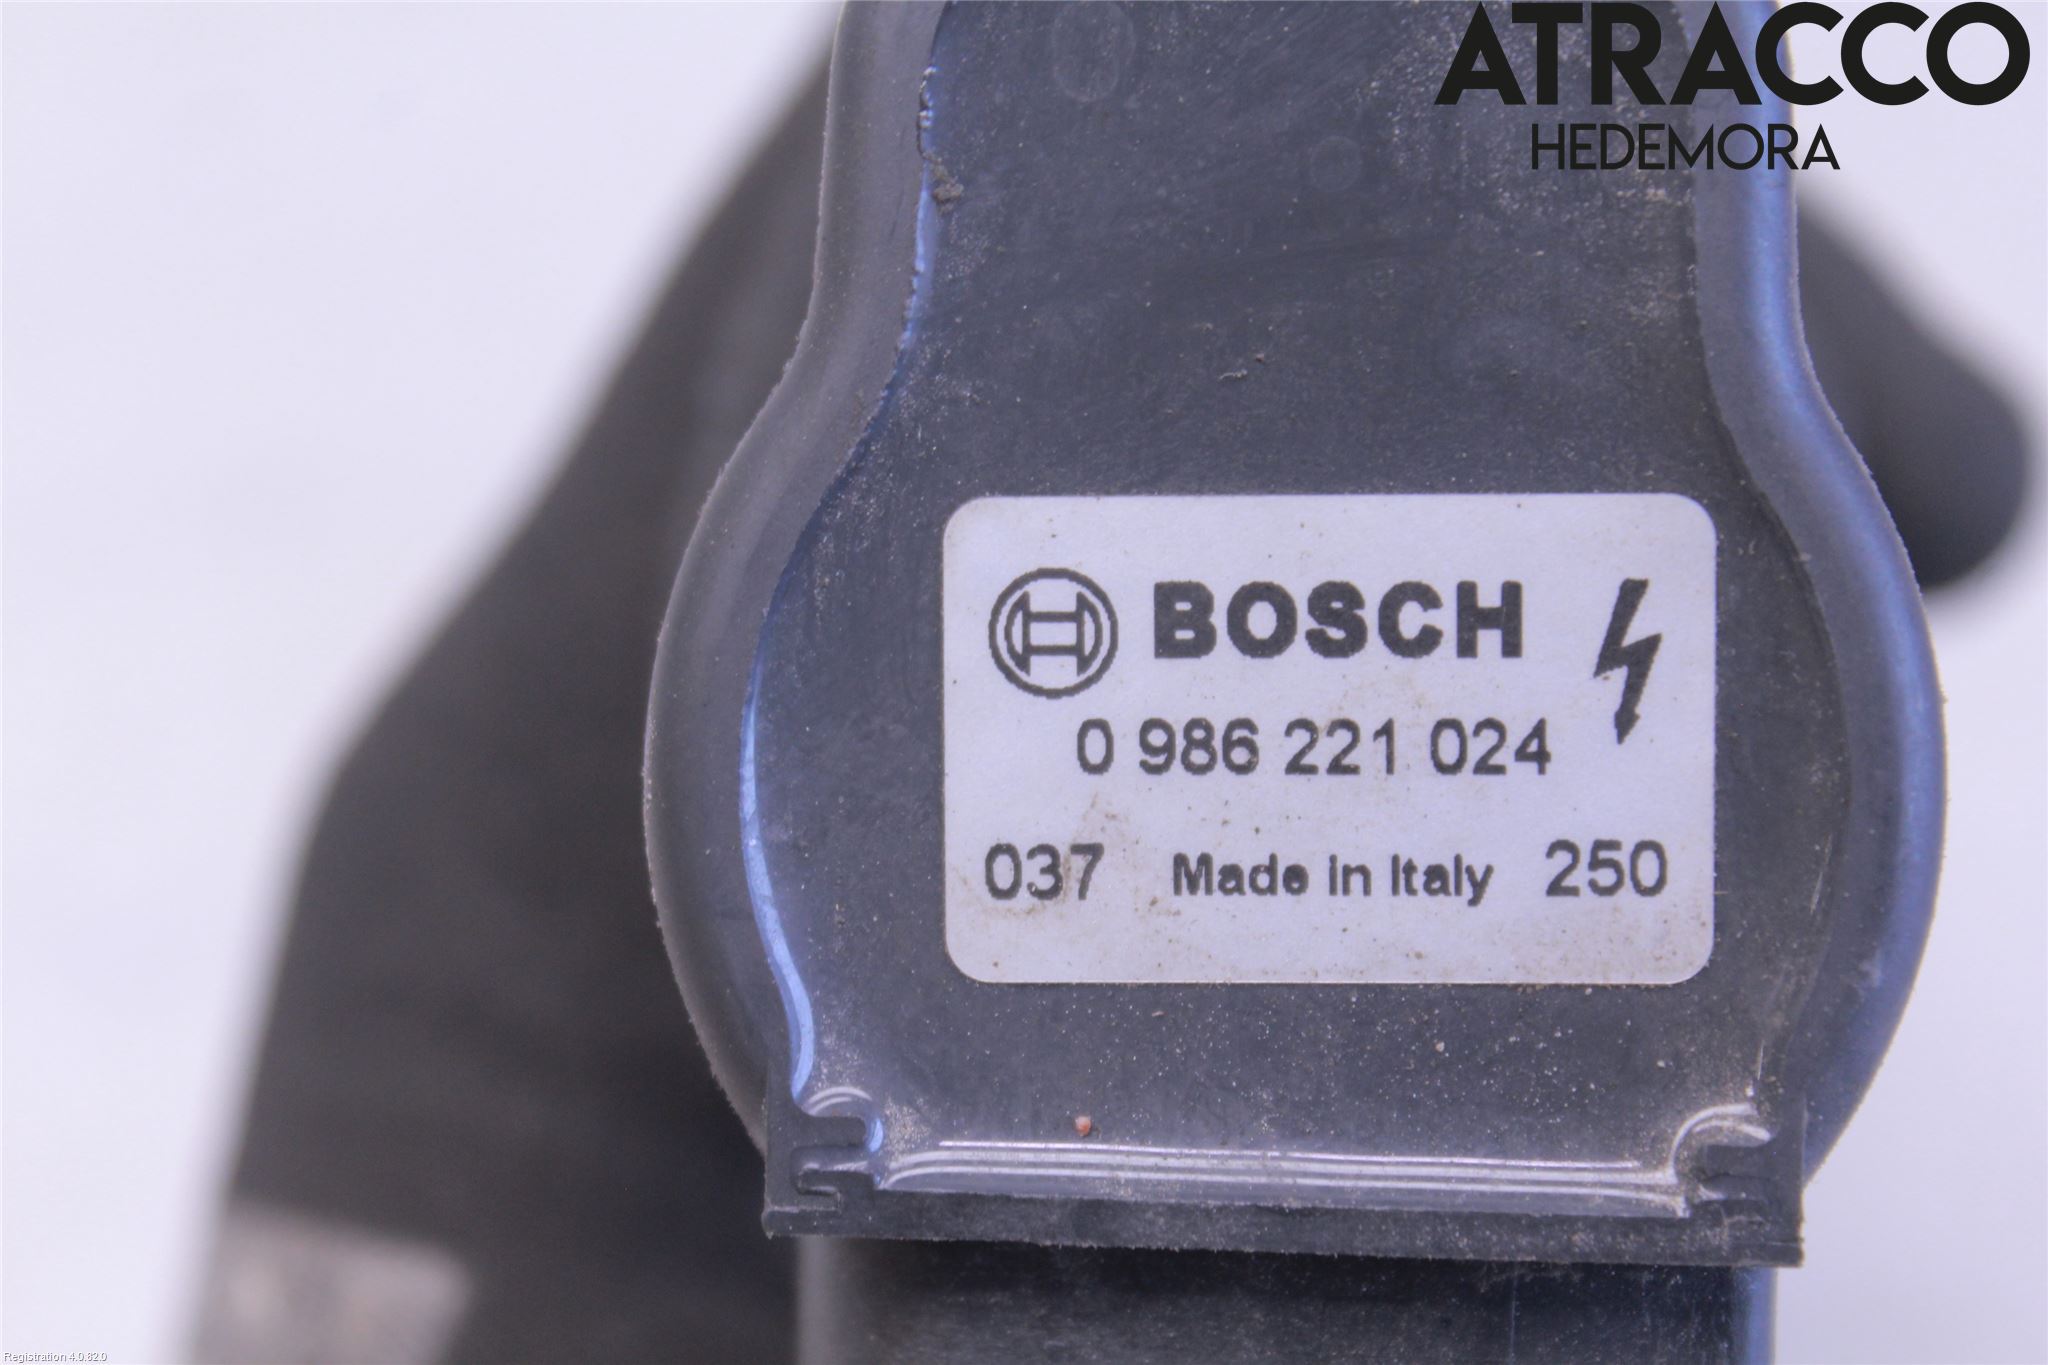 ATRACCO
HEDEMORA
BOSCH
0 986 221 024
037 Made in Italy 250
Registration 4.0.82.0